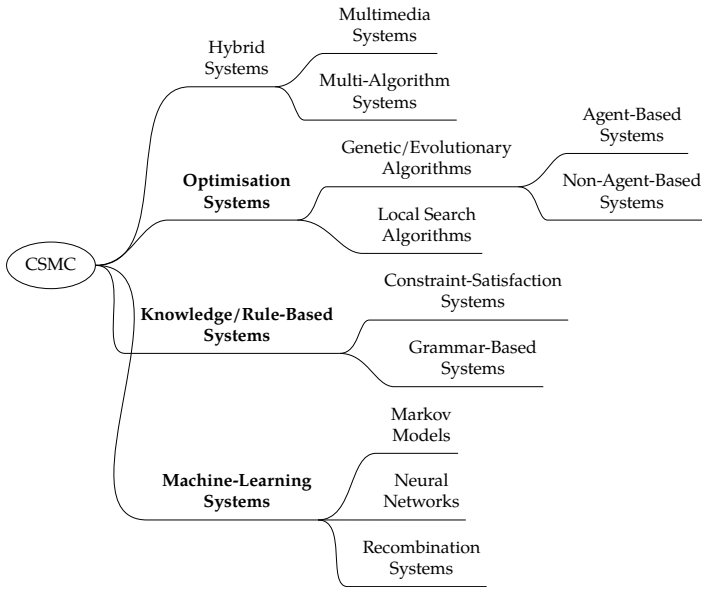 CSMC
Hybrid
Systems
Multimedia
Systems
Multi-Algorithm
Systems
Optimisation
Systems
Genetic/Evolutionary
Algorithms
Agent-Based
Systems
Non-Agent-Based
Systems
Local Search
Algorithms
Knowledge/Rule-Based
Systems
Constraint-Satisfaction
Systems
Grammar-Based
Systems
Machine-Learning
Systems
Markov
Models
Neural
Networks
Recombination
Systems